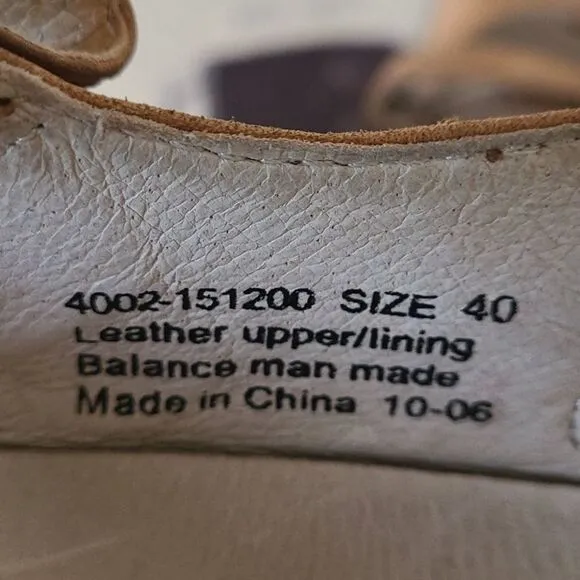 4002-151200 SIZE 40
Leather upper/lining
Balance man made
Made in China 10-06